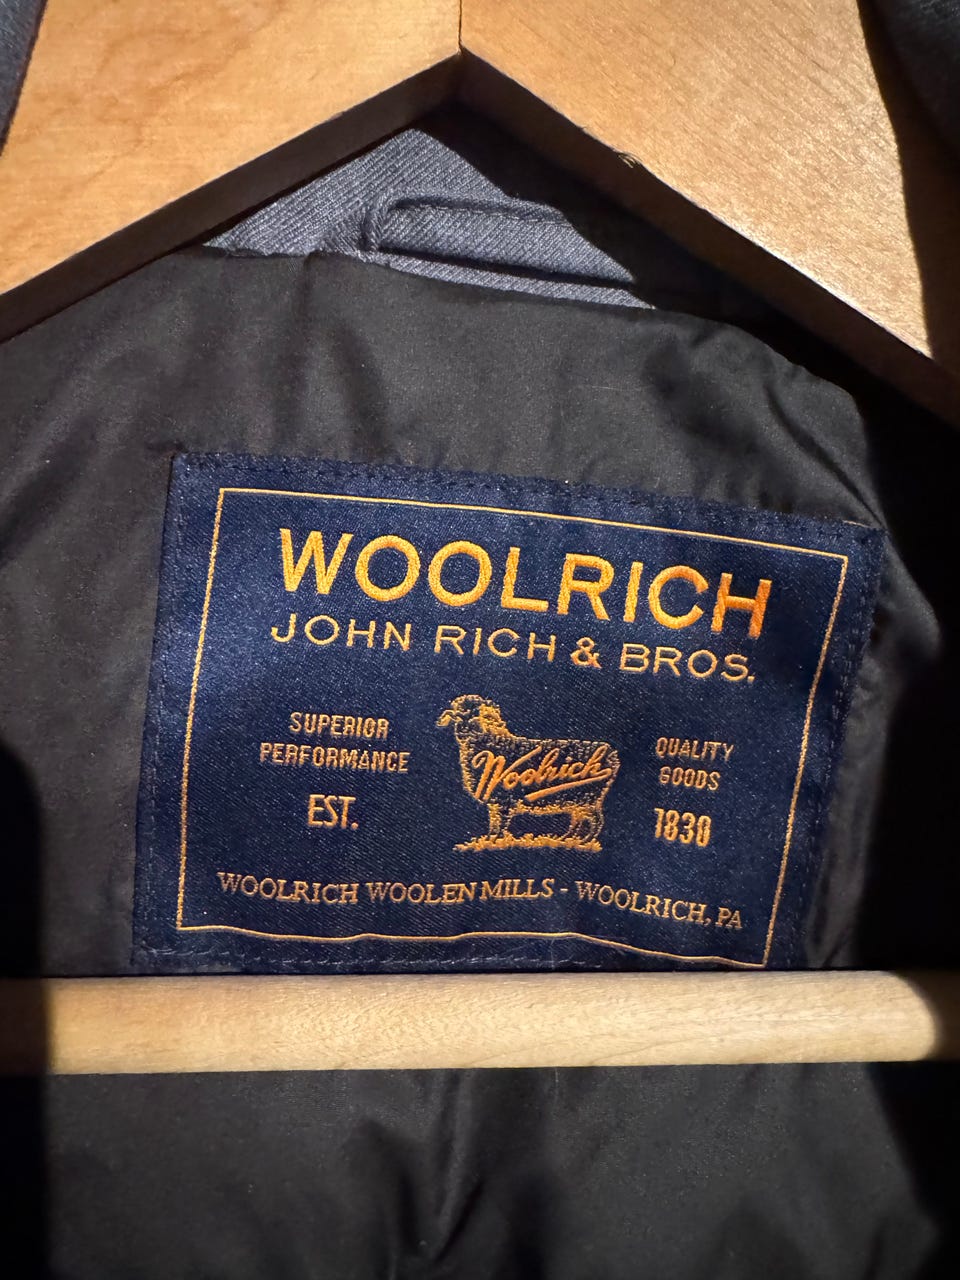 WOOLRICH
JOHN RICH & BROS.
SUPERIOR
PERFORMANCE
EST.
Woolrich
QUALITY
GOODS
1830
WOOLRICH WOOLEN MILLS - WOOLRICH, PA